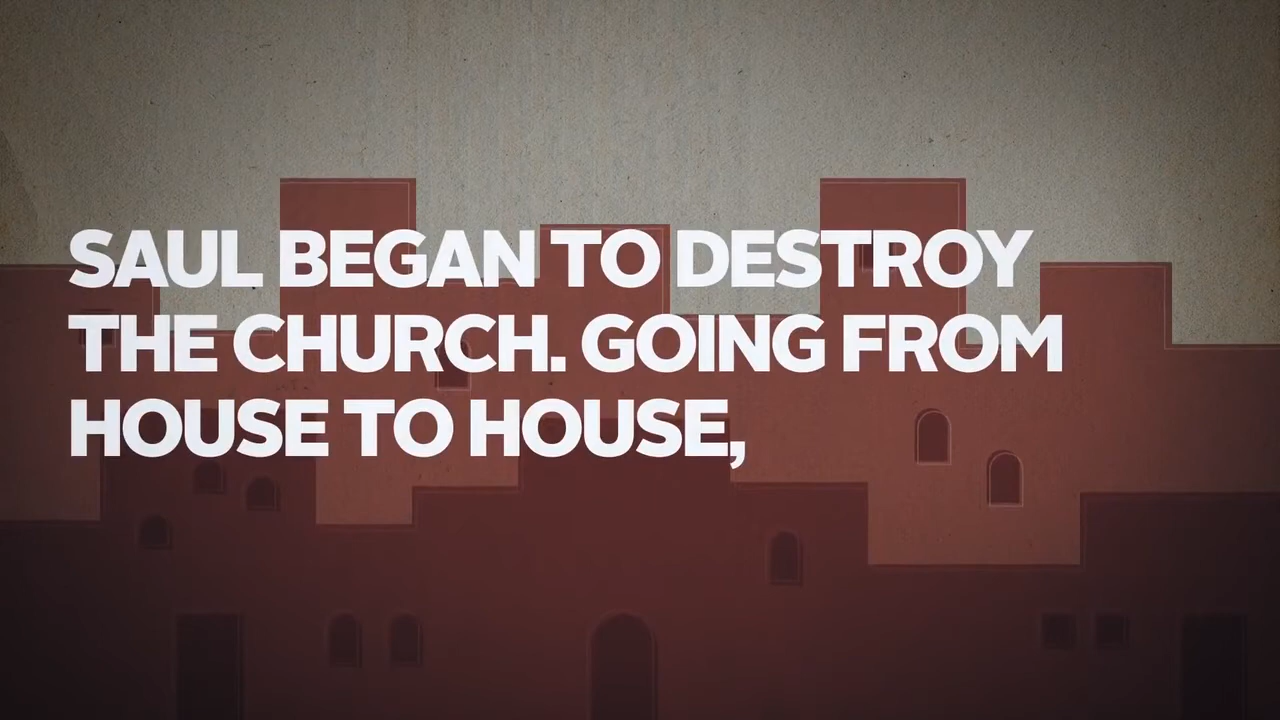 SAUL BEGAN TO DESTROY
THE CHURCH. GOING FROM
HOUSE TO HOUSE,